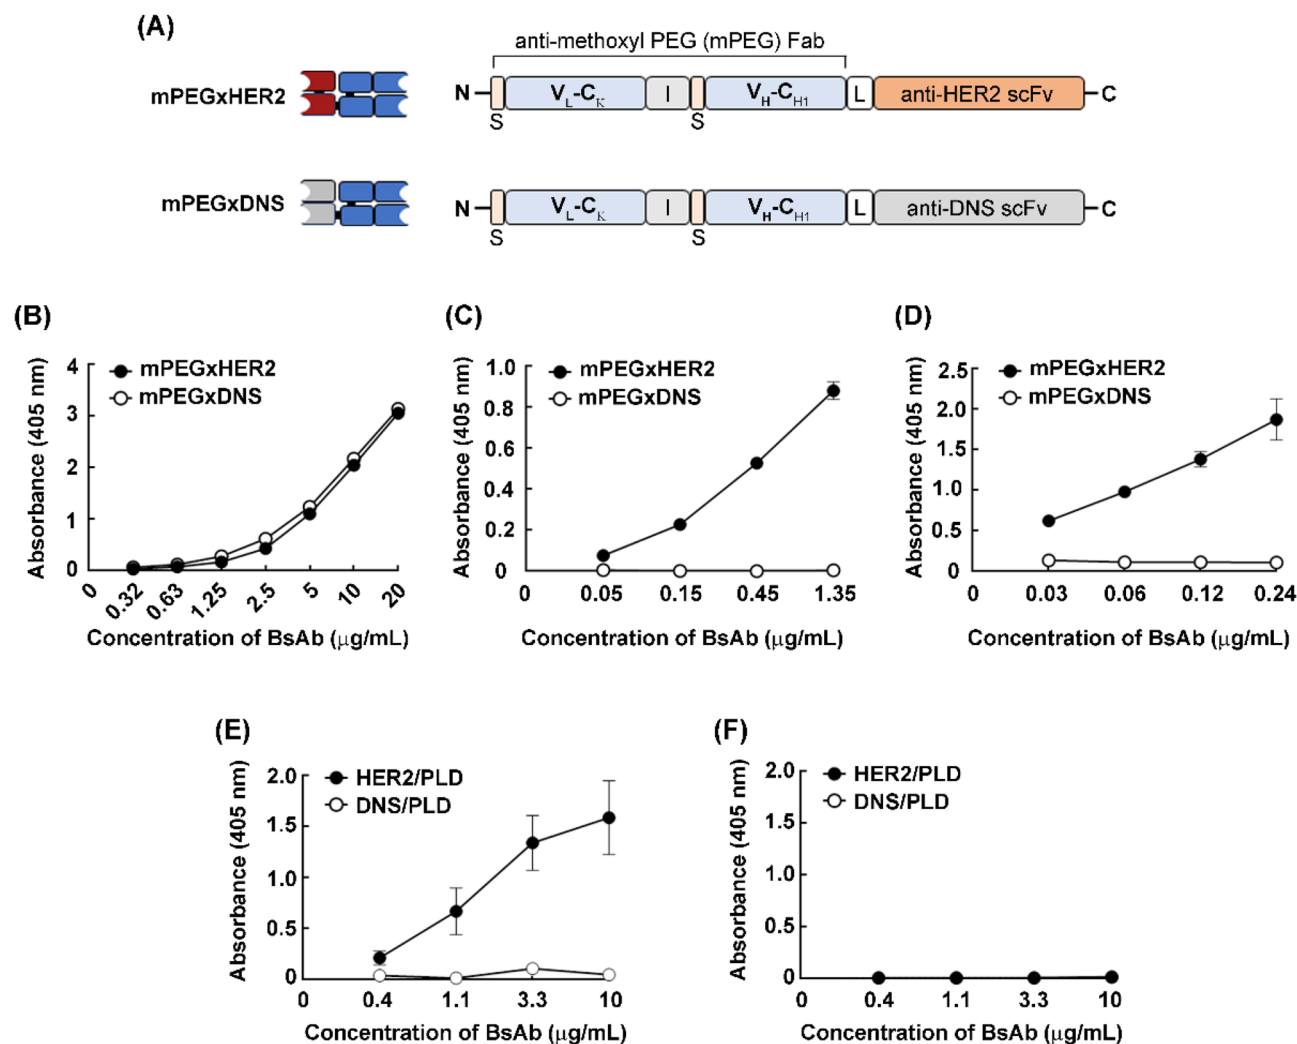 (A)
anti-methoxyl PEG (mPEG) Fab
mPEGxHER2
N
V_L-C_K
I
V_H-C_H1
L
anti-HER2 scFv
C
S
S
mPEGxDNS
N
V_L-C_K
I
V_H-C_H1
L
anti-DNS scFv
C
S
S
(B)
mPEGxHER2
mPEGxDNS
Absorbance (405 nm)
4
3
2
1
0
0
0.32
0.63
1.25
2.5
5
10
20
Concentration of BsAb (μg/mL)
(C)
mPEGxHER2
mPEGxDNS
Absorbance (405 nm)
1.0
0.8
0.6
0.4
0.2
0
0
0.05
0.15
0.45
1.35
Concentration of BsAb (μg/mL)
(D)
mPEGxHER2
mPEGxDNS
Absorbance (405 nm)
2.5
2.0
1.5
1.0
0.5
0
0
0.03
0.06
0.12
0.24
Concentration of BsAb (μg/mL)
(E)
HER2/PLD
DNS/PLD
Absorbance (405 nm)
2.0
1.5
1.0
0.5
0
0
0.4
1.1
3.3
10
Concentration of BsAb (μg/mL)
(F)
HER2/PLD
DNS/PLD
Absorbance (405 nm)
2.0
1.5
1.0
0.5
0
0
0.4
1.1
3.3
10
Concentration of BsAb (μg/mL)